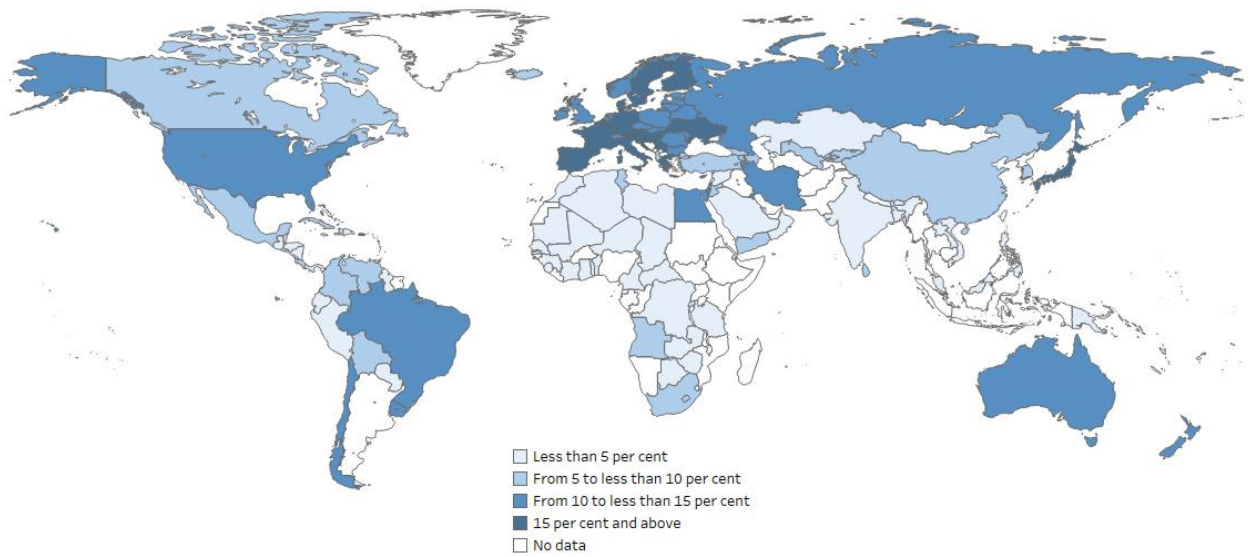 Less than 5 per cent
From 5 to less than 10 per cent
From 10 to less than 15 per cent
15 per cent and above
No data